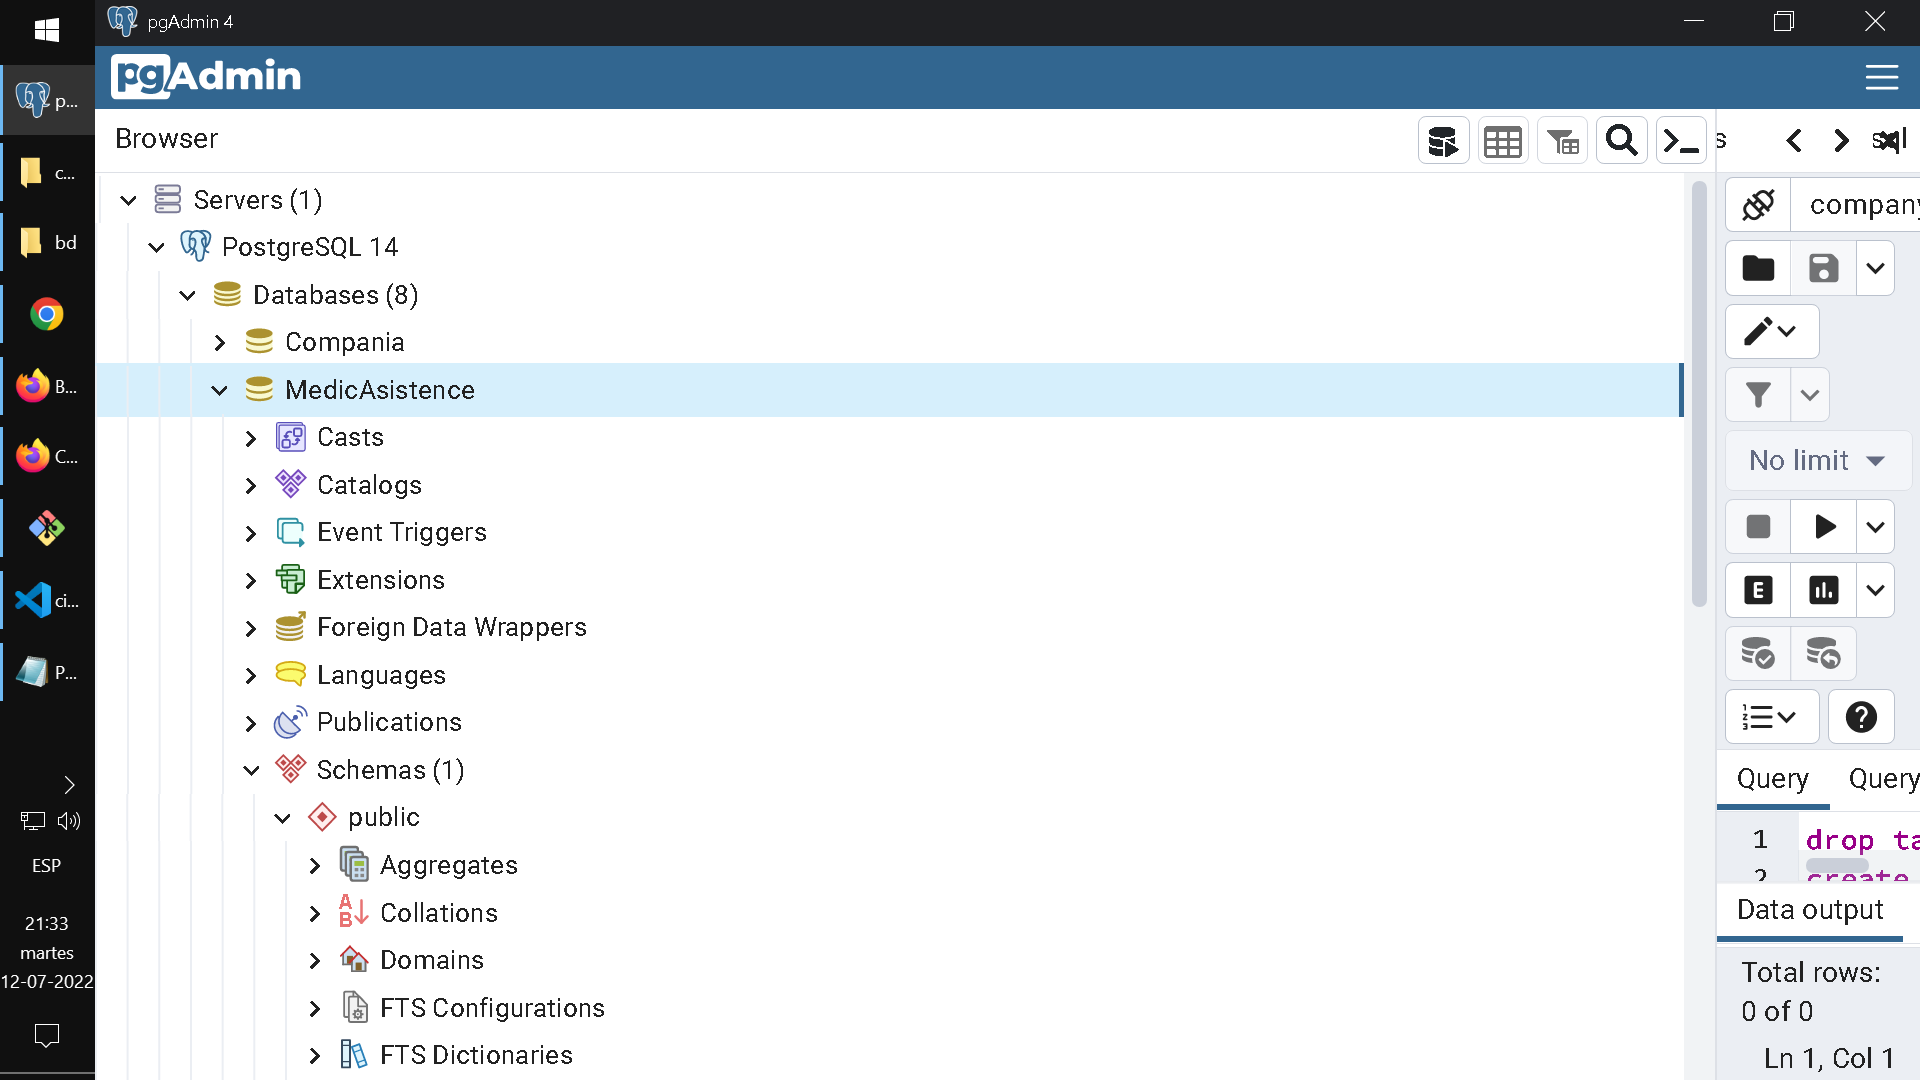 pgAdmin 4
pgAdmin
Browser
s
sql
Servers (1)
PostgreSQL 14
Databases (8)
Compania
MedicAsistence
Casts
Catalogs
Event Triggers
Extensions
Foreign Data Wrappers
Languages
Publications
Schemas (1)
public
Aggregates
Collations
Domains
FTS Configurations
FTS Dictionaries
company
No limit
E
Query
Query
1 drop ta
2 create
Data output
Total rows:
0 of 0
Ln 1, Col 1
p...
c...
bd
B...
C...
ci...
P...
ESP
21:33
martes
12-07-2022